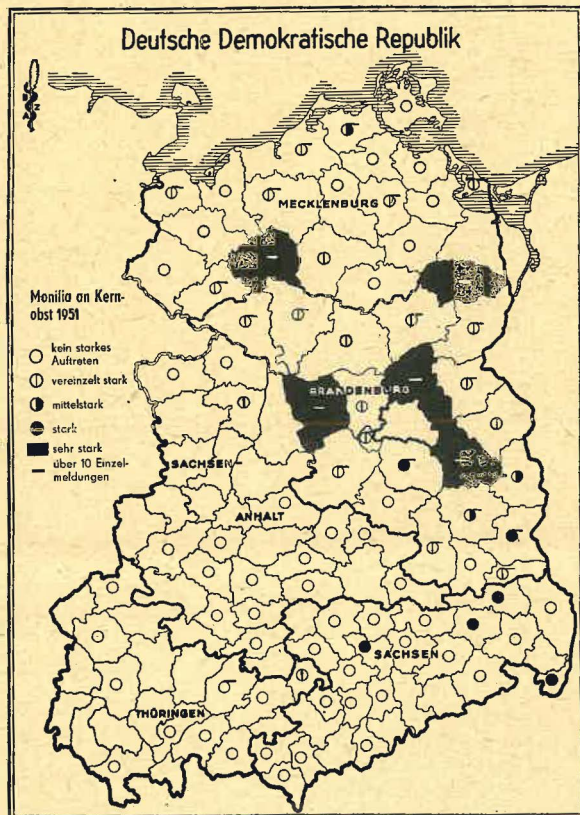 Deutsche Demokratische Republik
MECKLENBURG
Monilia an Kern-
obst 1951
kein starkes
Auftreten
vereinzelt stark
mittelstark
stark
sehr stark
über 10 Einzel-
meldungen
BRANDENBURG
SACHSEN-
ANHALT
SACHSEN
THÜRINGEN